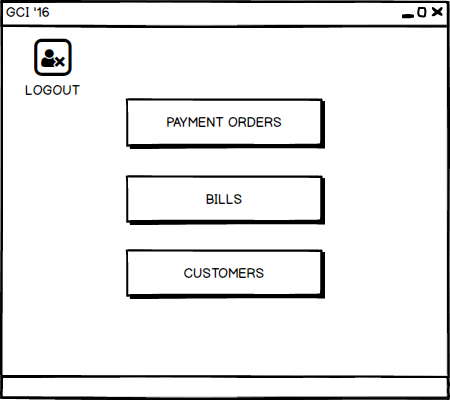 GCI '16
LOGOUT
PAYMENT ORDERS
BILLS
CUSTOMERS